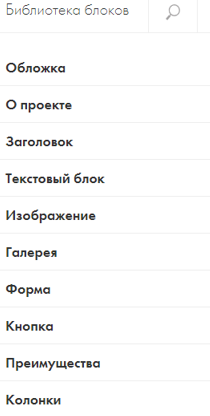 Библиотека блоков
Обложка
О проекте
Заголовок
Текстовый блок
Изображение
Галерея
Форма
Кнопка
Преимущества
Колонки